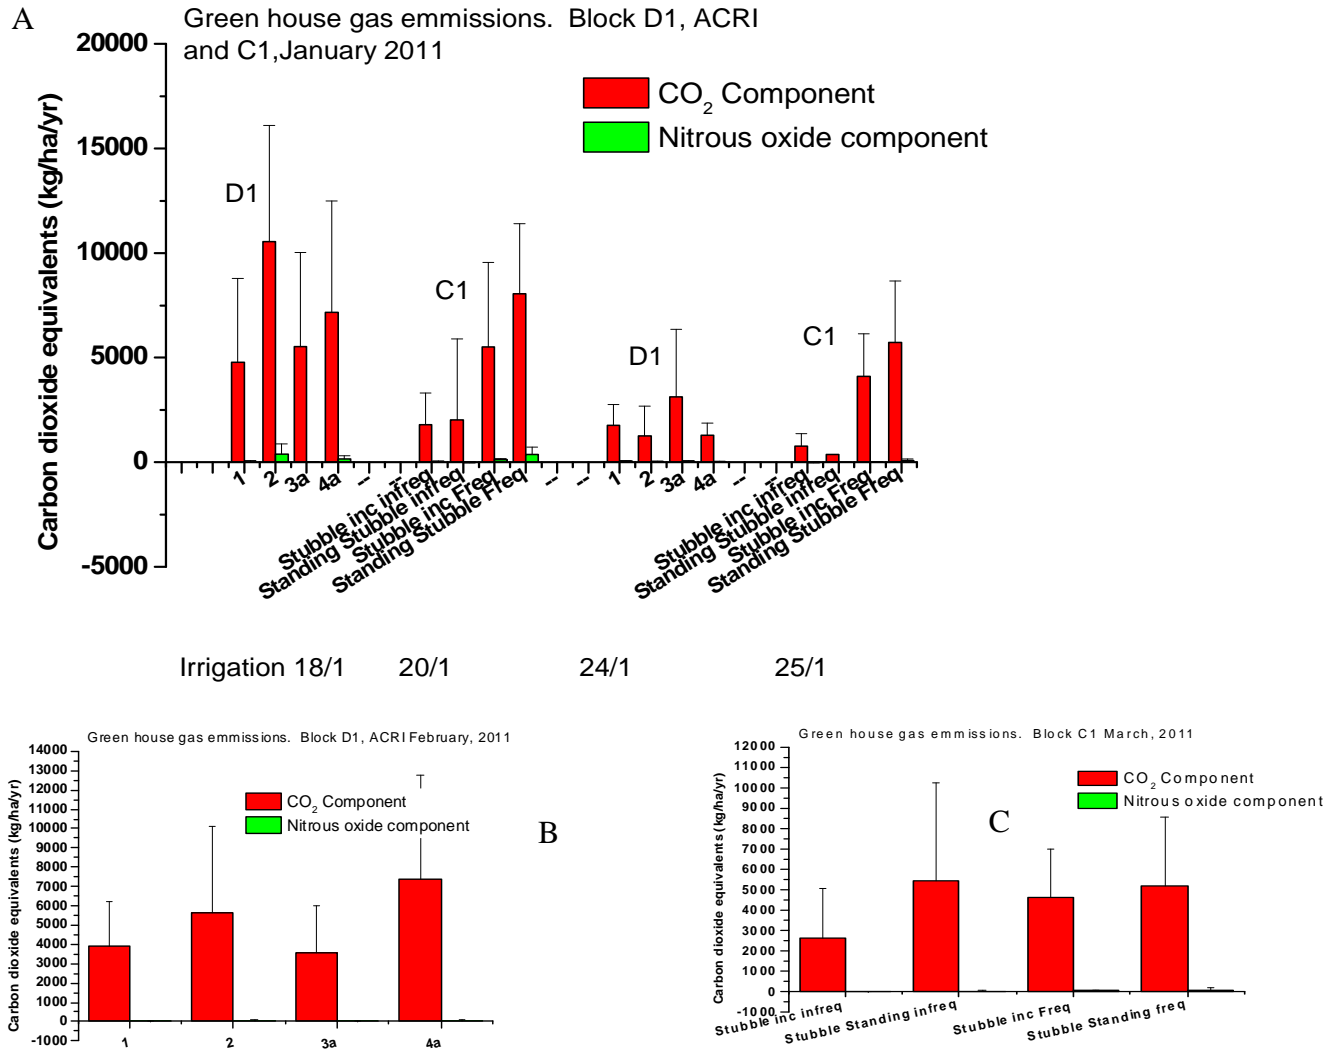 A
Green house gas emmissions. Block D1, ACRI
and C1,January 2011
20000
15000
10000
5000
0
-5000
Carbon dioxide equivalents (kg/ha/yr)
CO2 Component
Nitrous oxide component
D1
C1
D1
C1
1
2
3a
4a
--
--
Stubble inc infreq
Standing Stubble infreq
Stubble inc Freq
Standing Stubble Freq
--
--
1
2
3a
4a
--
--
Stubble inc infreq
Standing Stubble infreq
Stubble inc Freq
Standing Stubble Freq
Irrigation 18/1 20/1 24/1 25/1
Green house gas emmissions. Block D1, ACRI February, 2011
14000
13000
12000
11000
10000
9000
8000
7000
6000
5000
4000
3000
2000
1000
0
-1000
Carbon dioxide equivalents (kg/ha/yr)
CO2 Component
Nitrous oxide component
B
1
2
3a
4a
Green house gas emmissions. Block C1 March, 2011
12000
11000
10000
9000
8000
7000
6000
5000
4000
3000
2000
1000
0
-1000
Carbon dioxide equivalents (kg/ha/yr)
CO2 Component
Nitrous oxide component
C
Stubble inc infreq
Stubble Standing infreq
Stubble inc Freq
Stubble Standing freq